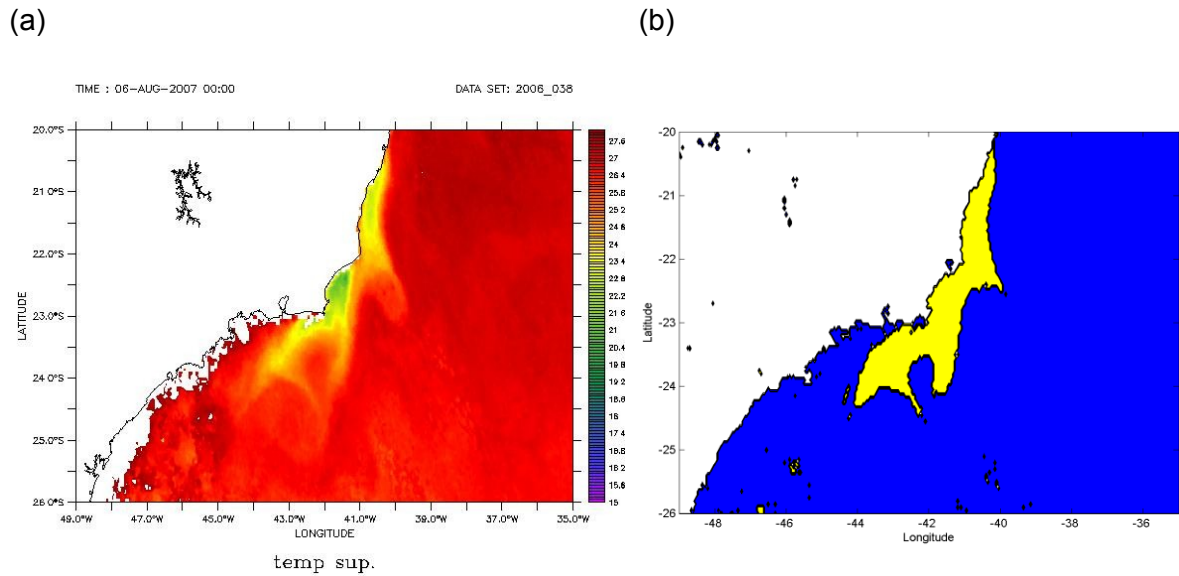 (a)
(b)
TIME : 06-AUG-2007 00:00
DATA SET: 2006_038
20.0°S
21.0°S
22.0°S
23.0°S
24.0°S
25.0°S
26.0°S
LATITUDE
49.0°W
47.0°W
45.0°W
43.0°W
41.0°W
39.0°W
37.0°W
35.0°W
LONGITUDE
temp sup.
27.6
27
26.4
25.8
25.2
24.6
24
23.4
22.8
22.2
21.6
21
20.4
19.8
19.2
18.6
18
17.4
16.8
16.2
15.6
15
-20
-21
-22
-23
-24
-25
-26
Latitude
-48
-46
-44
-42
-40
-38
-36
Longitude